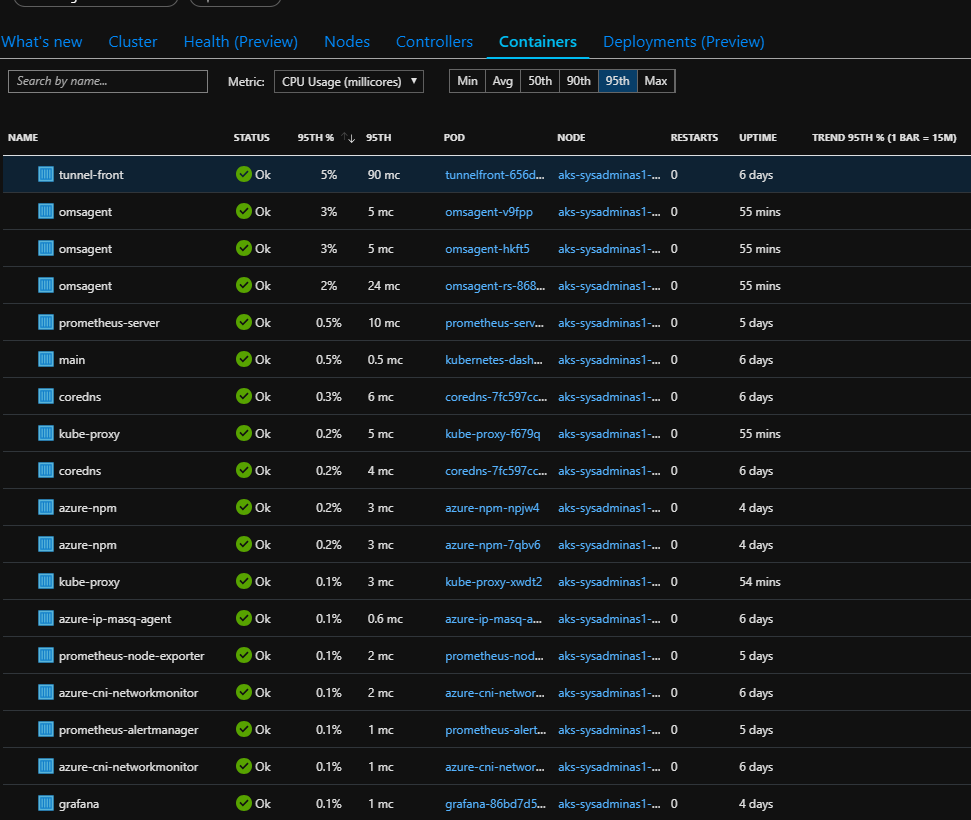 What's new Cluster Health (Preview) Nodes Controllers Containers Deployments (Preview)
Search by name... Metric: CPU Usage (millicores) Min Avg 50th 90th 95th Max
NAME STATUS 95TH % 95TH POD NODE RESTARTS UPTIME TREND 95TH % (1 BAR = 15M)
tunnel-front Ok 5% 90 mc tunnelfront-656d... aks-sysadminas1-... 0 6 days
omsagent Ok 3% 5 mc omsagent-v9fpp aks-sysadminas1-... 0 55 mins
omsagent Ok 3% 5 mc omsagent-hkft5 aks-sysadminas1-... 0 55 mins
omsagent Ok 2% 24 mc omsagent-rs-868... aks-sysadminas1-... 0 55 mins
prometheus-server Ok 0.5% 10 mc prometheus-serv... aks-sysadminas1-... 0 5 days
main Ok 0.5% 0.5 mc kubernetes-dash... aks-sysadminas1-... 0 6 days
coredns Ok 0.3% 6 mc coredns-7fc597cc... aks-sysadminas1-... 0 6 days
kube-proxy Ok 0.2% 5 mc kube-proxy-f679q aks-sysadminas1-... 0 55 mins
coredns Ok 0.2% 4 mc coredns-7fc597cc... aks-sysadminas1-... 0 6 days
azure-npm Ok 0.2% 3 mc azure-npm-npjw4 aks-sysadminas1-... 0 4 days
azure-npm Ok 0.2% 3 mc azure-npm-7qbv6 aks-sysadminas1-... 0 4 days
kube-proxy Ok 0.1% 3 mc kube-proxy-xwdt2 aks-sysadminas1-... 0 54 mins
azure-ip-masq-agent Ok 0.1% 0.6 mc azure-ip-masq-a... aks-sysadminas1-... 0 6 days
prometheus-node-exporter Ok 0.1% 2 mc prometheus-nod... aks-sysadminas1-... 0 5 days
azure-cni-networkmonitor Ok 0.1% 2 mc azure-cni-networ... aks-sysadminas1-... 0 6 days
prometheus-alertmanager Ok 0.1% 1 mc prometheus-alert... aks-sysadminas1-... 0 5 days
azure-cni-networkmonitor Ok 0.1% 1 mc azure-cni-networ... aks-sysadminas1-... 0 6 days
grafana Ok 0.1% 1 mc grafana-86bd7d5... aks-sysadminas1-... 0 4 days